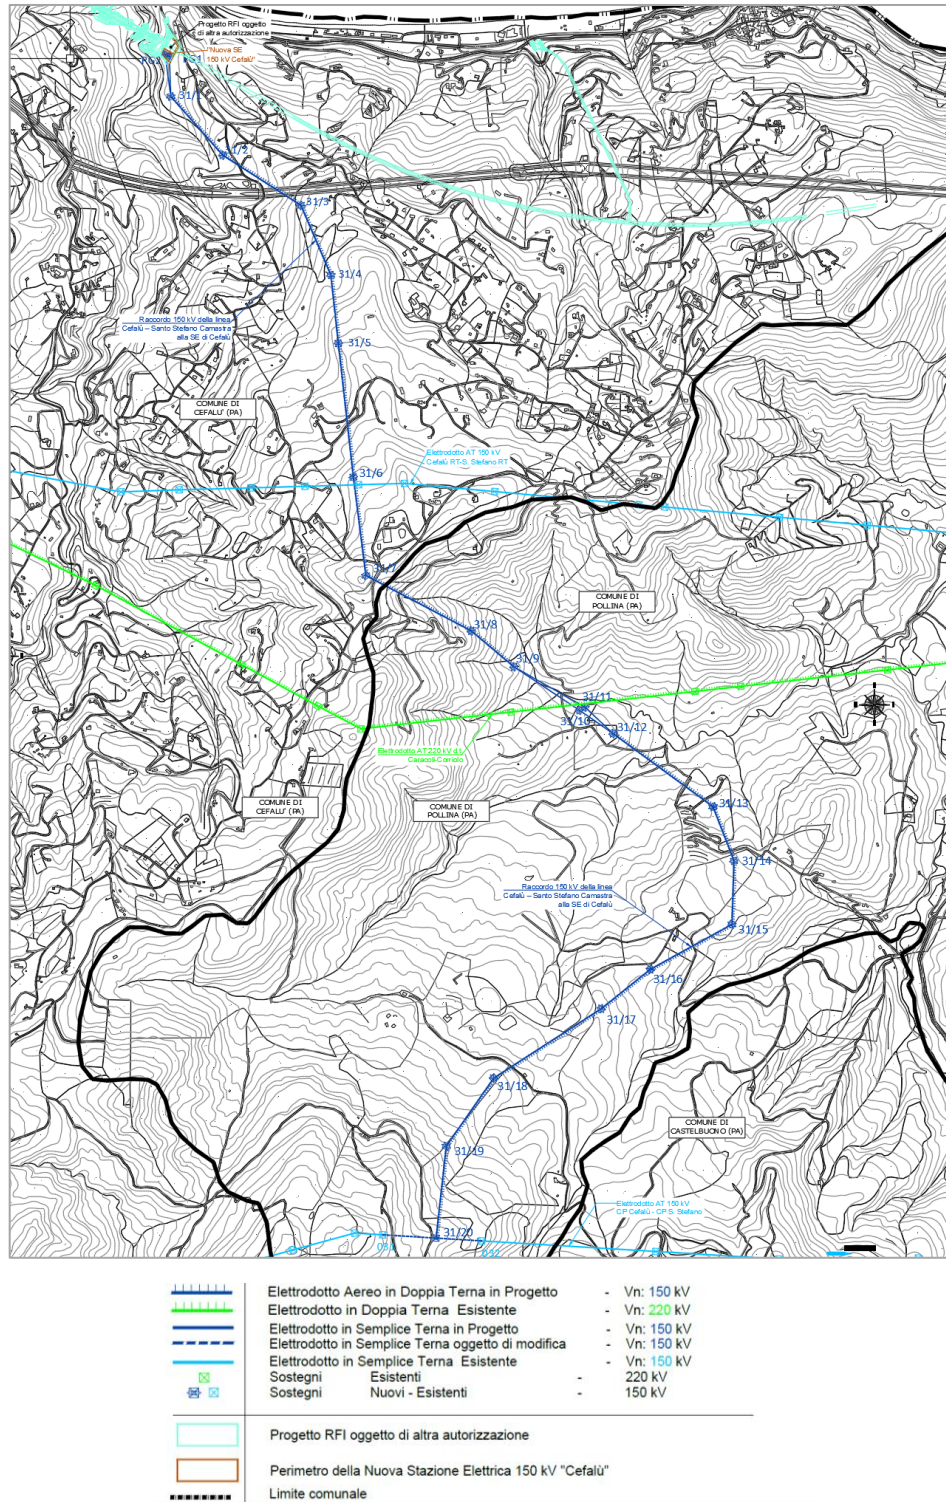 Progetto RFI oggetto
di altra autorizzazione
"Nuova SE
150 kV Cefalù"
PG2
PG1
31/1
31/2
31/3
31/4
Raccordo 150 kV della linea
Cefalù – Santo Stefano Camastra
alla SE di Cefalù
31/5
COMUNE DI
CEFALU' (PA)
Elettrodotto AT 150 kV
Cefalù RT-S. Stefano RT
31/6
31/7
COMUNE DI
POLLINA (PA)
31/8
31/9
31/11
31/10
31/12
Elettrodotto AT 220 kV d.t.
Caracoli-Corriolo
COMUNE DI
CEFALU' (PA)
COMUNE DI
POLLINA (PA)
31/13
31/14
Raccordo 150 kV della linea
Cefalù – Santo Stefano Camastra
alla SE di Cefalù
31/15
31/16
31/17
31/18
COMUNE DI
CASTELBUONO (PA)
31/19
Elettrodotto AT 150 kV
CP Cefalù - CP S. Stefano
31/20
031
032
Elettrodotto Aereo in Doppia Terna in Progetto - Vn: 150 kV
Elettrodotto in Doppia Terna Esistente - Vn: 220 kV
Elettrodotto in Semplice Terna in Progetto - Vn: 150 kV
Elettrodotto in Semplice Terna oggetto di modifica - Vn: 150 kV
Elettrodotto in Semplice Terna Esistente - Vn: 150 kV
Sostegni Esistenti - 220 kV
Sostegni Nuovi - Esistenti - 150 kV
Progetto RFI oggetto di altra autorizzazione
Perimetro della Nuova Stazione Elettrica 150 kV "Cefalù"
Limite comunale